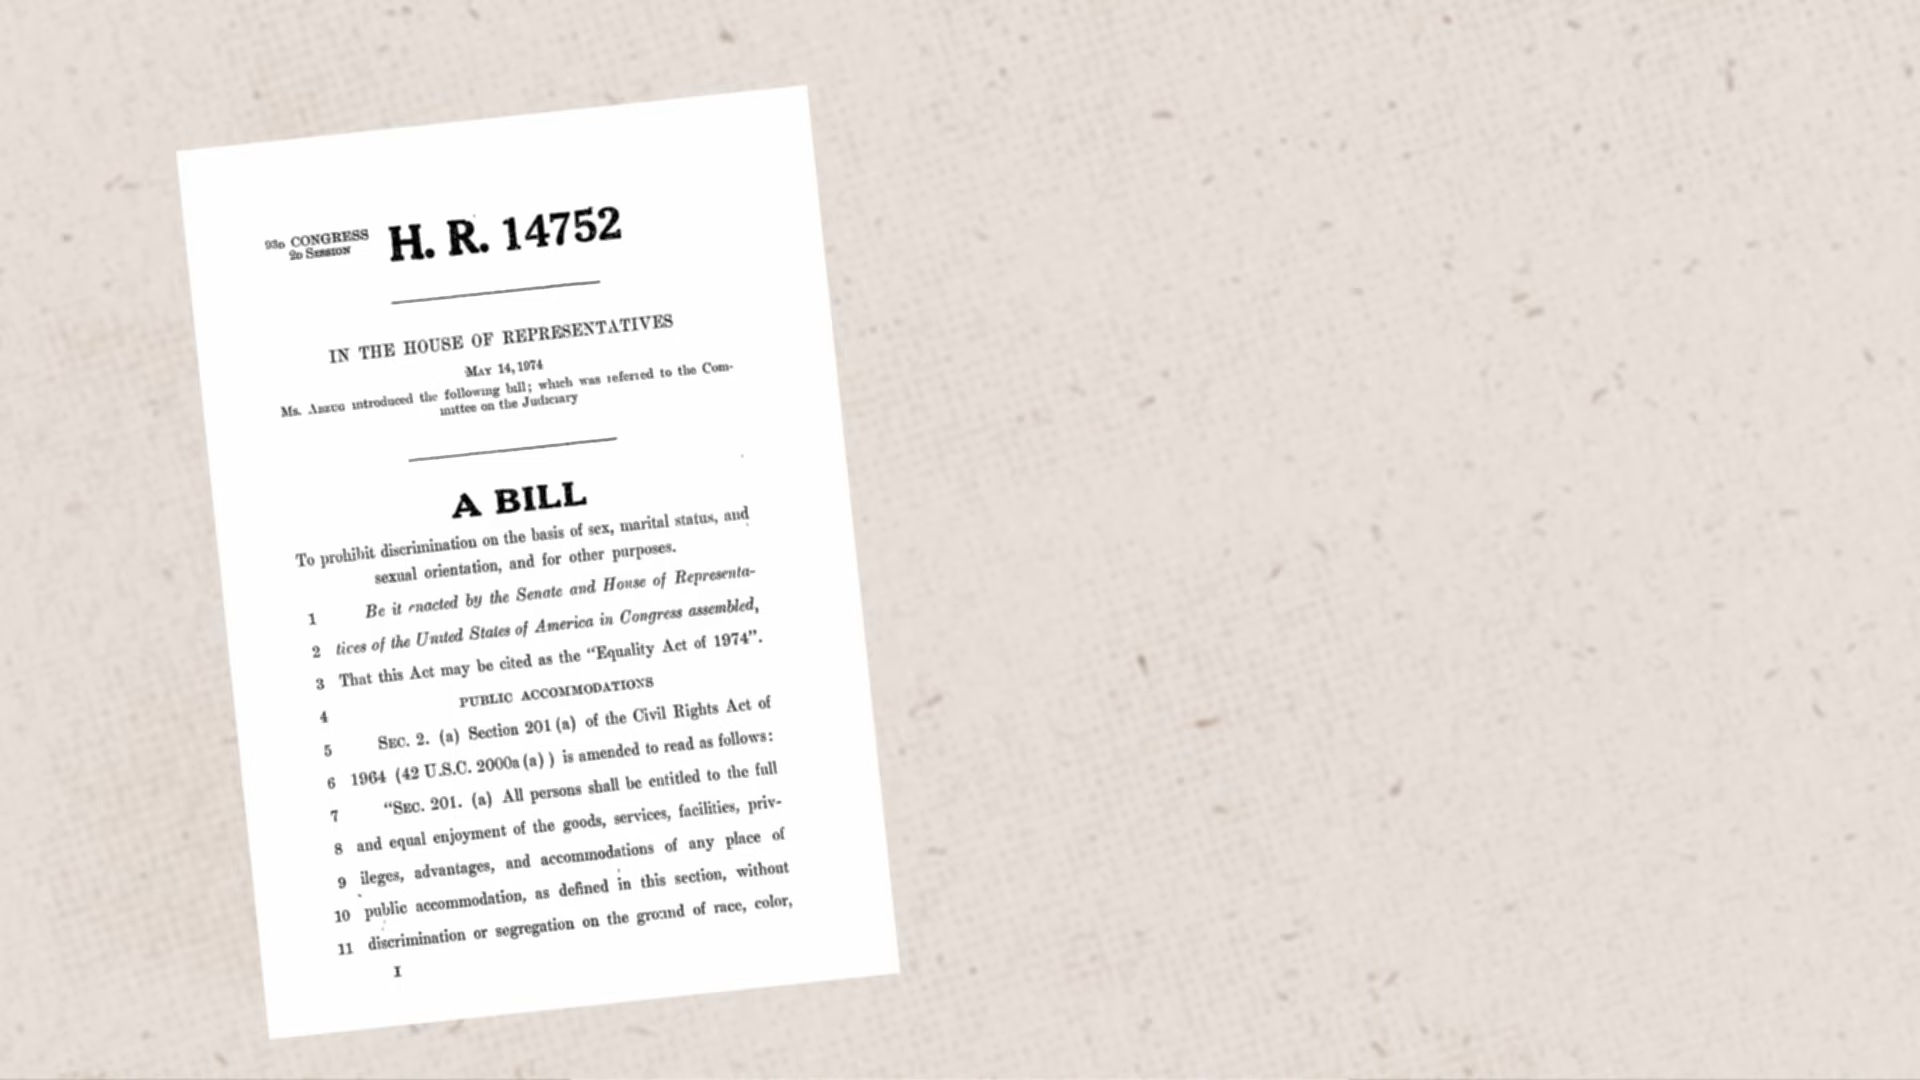 93D CONGRESS
2D SESSION
H. R. 14752
IN THE HOUSE OF REPRESENTATIVES
MAY 14, 1974
Ms. ABZUG introduced the following bill; which was referred to the Com-
mittee on the Judiciary
A BILL
To prohibit discrimination on the basis of sex, marital status, and
sexual orientation, and for other purposes.
1 Be it enacted by the Senate and House of Representa-
2 tices of the United States of America in Congress assembled,
3 That this Act may be cited as the “Equality Act of 1974”.
4 PUBLIC ACCOMMODATIONS
5 SEC. 2. (a) Section 201 (a) of the Civil Rights Act of
6 1964 (42 U.S.C. 2000a (a) ) is amended to read as follows:
7 “SEC. 201. (a) All persons shall be entitled to the full
8 and equal enjoyment of the goods, services, facilities, priv-
9 ileges, advantages, and accommodations of any place of
10 public accommodation, as defined in this section, without
11 discrimination or segregation on the ground of race, color,
I